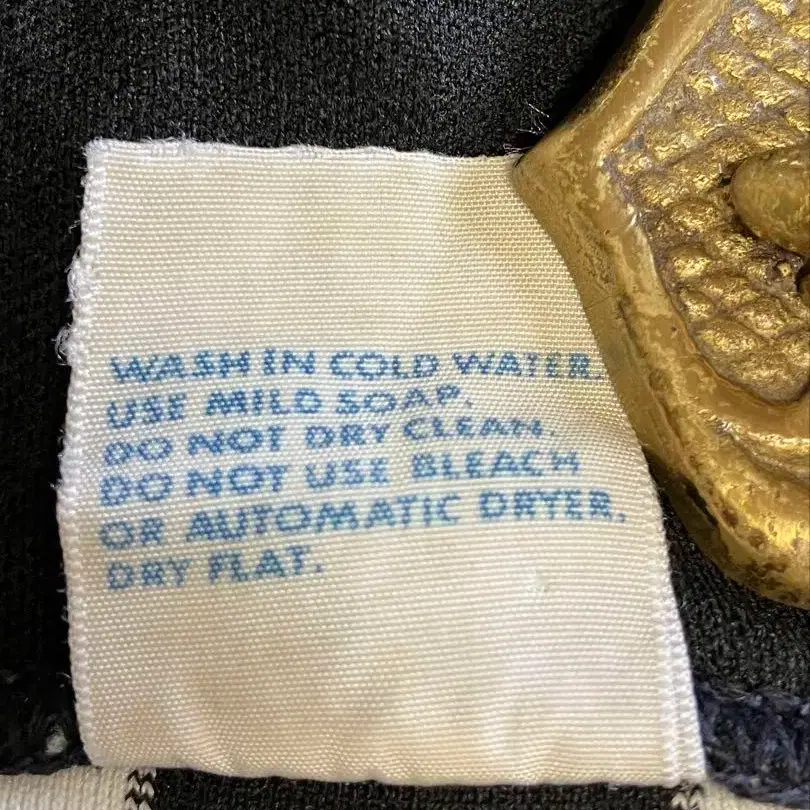 WASH IN COLD WATER.
USE MILD SOAP.
DO NOT DRY CLEAN.
DO NOT USE BLEACH
OR AUTOMATIC DRYER.
DRY FLAT.